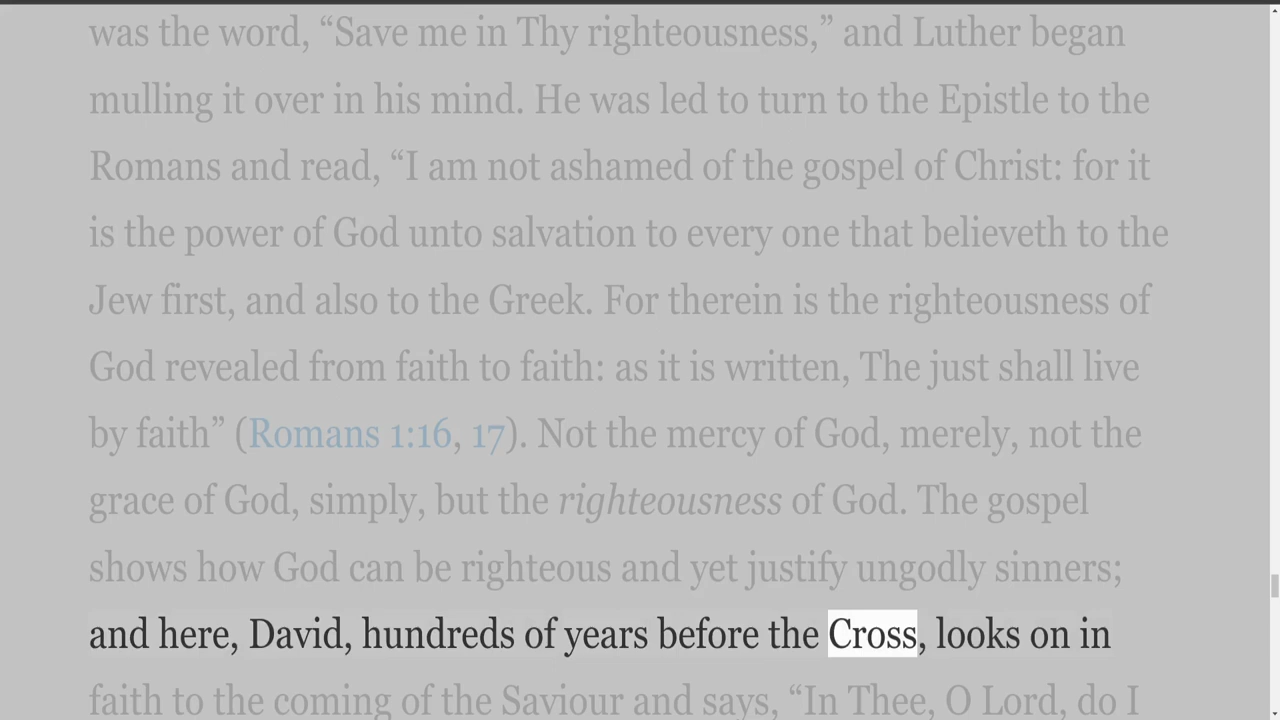 was the word, “Save me in Thy righteousness,” and Luther began
mulling it over in his mind. He was led to turn to the Epistle to the
Romans and read, “I am not ashamed of the gospel of Christ: for it
is the power of God unto salvation to every one that believeth to the
Jew first, and also to the Greek. For therein is the righteousness of
God revealed from faith to faith: as it is written, The just shall live
by faith” (Romans 1:16, 17). Not the mercy of God, merely, not the
grace of God, simply, but the righteousness of God. The gospel
shows how God can be righteous and yet justify ungodly sinners;
and here, David, hundreds of years before the Cross, looks on in
faith to the coming of the Saviour and says, “In Thee, O Lord, do I